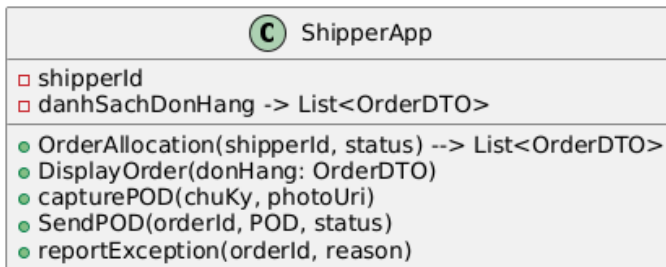 C ShipperApp
shipperId
danhSachDonHang -> List<OrderDTO>
OrderAllocation(shipperId, status) --> List<OrderDTO>
DisplayOrder(donHang: OrderDTO)
capturePOD(chuKy, photoUri)
SendPOD(orderId, POD, status)
reportException(orderId, reason)